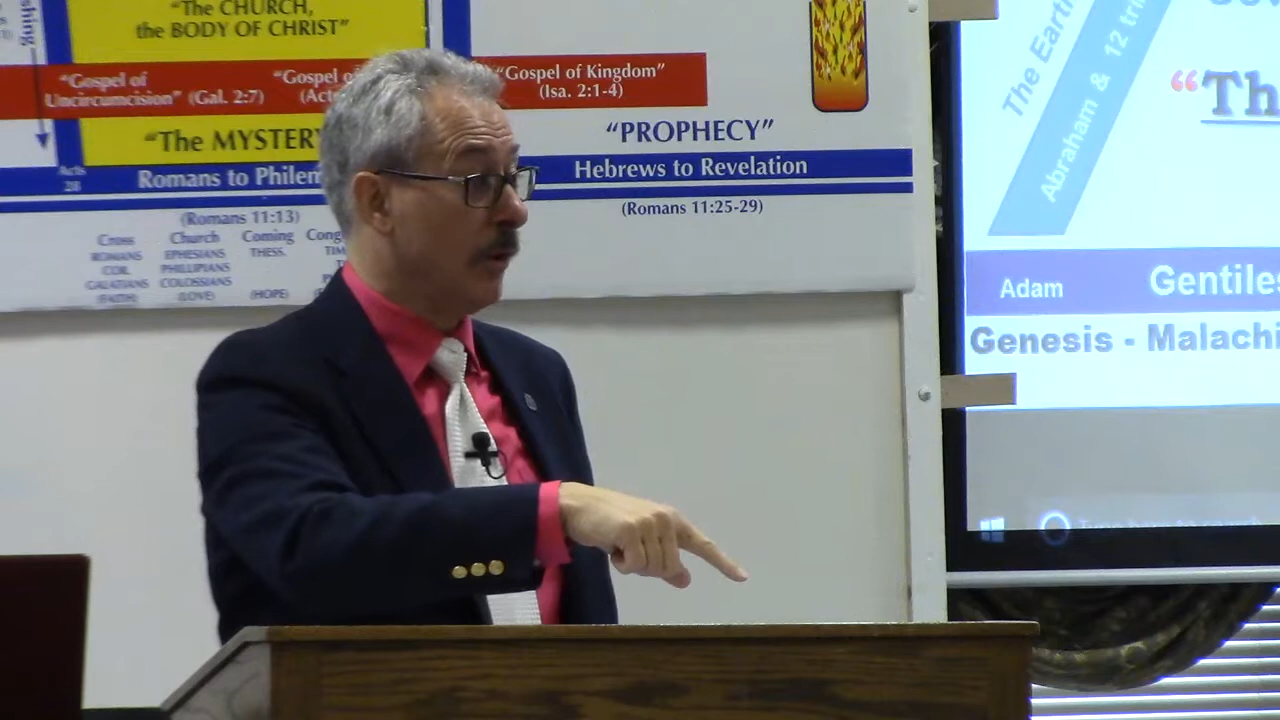 "The CHURCH,
the BODY OF CHRIST"
"Gospel of
Uncircumcision" (Gal. 2:7)
"Gospel of
(Acts
"Gospel of Kingdom"
(Isa. 2:1-4)
"The MYSTERY
"PROPHECY"
Acts
28
Romans to Philem
Hebrews to Revelation
(Romans 11:13)
(Romans 11:25-29)
Cross
ROMANS
COR.
GALATIANS
(FAITH)
Church
EPHESIANS
PHILLIPIANS
COLOSSIANS
(LOVE)
Coming
THESS.
(HOPE)
Cong
TIM
The Earth
Abraham & 12 tri
"Th
Adam
Gentiles
Genesis - Malachi